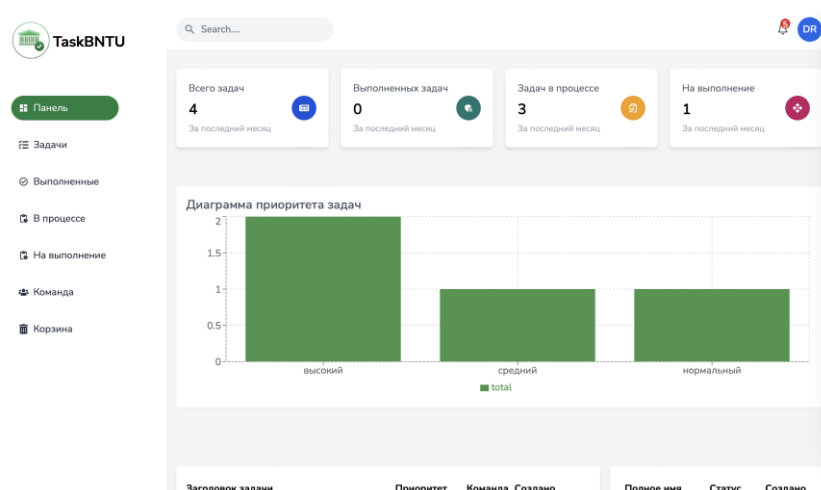 TaskBNTU
Search....
5
DR
Панель
Задачи
Выполненные
В процессе
На выполнение
Команда
Корзина
Всего задач
4
За последний месяц
Выполненных задач
0
За последний месяц
Задач в процессе
3
За последний месяц
На выполнение
1
За последний месяц
Диаграмма приоритета задач
2
1.5
1
0.5
0
высокий средний нормальный
total
Заголовок задачи Приоритет Команда Создано
Полное имя Статус Создано